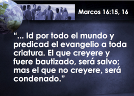 Marcos 16:15, 16
"... Id por todo el mundo y
predicad el evangelio a toda
criatura. El que creyere y
fuere bautizado, será salvo;
mas el que no creyere, será
condenado."